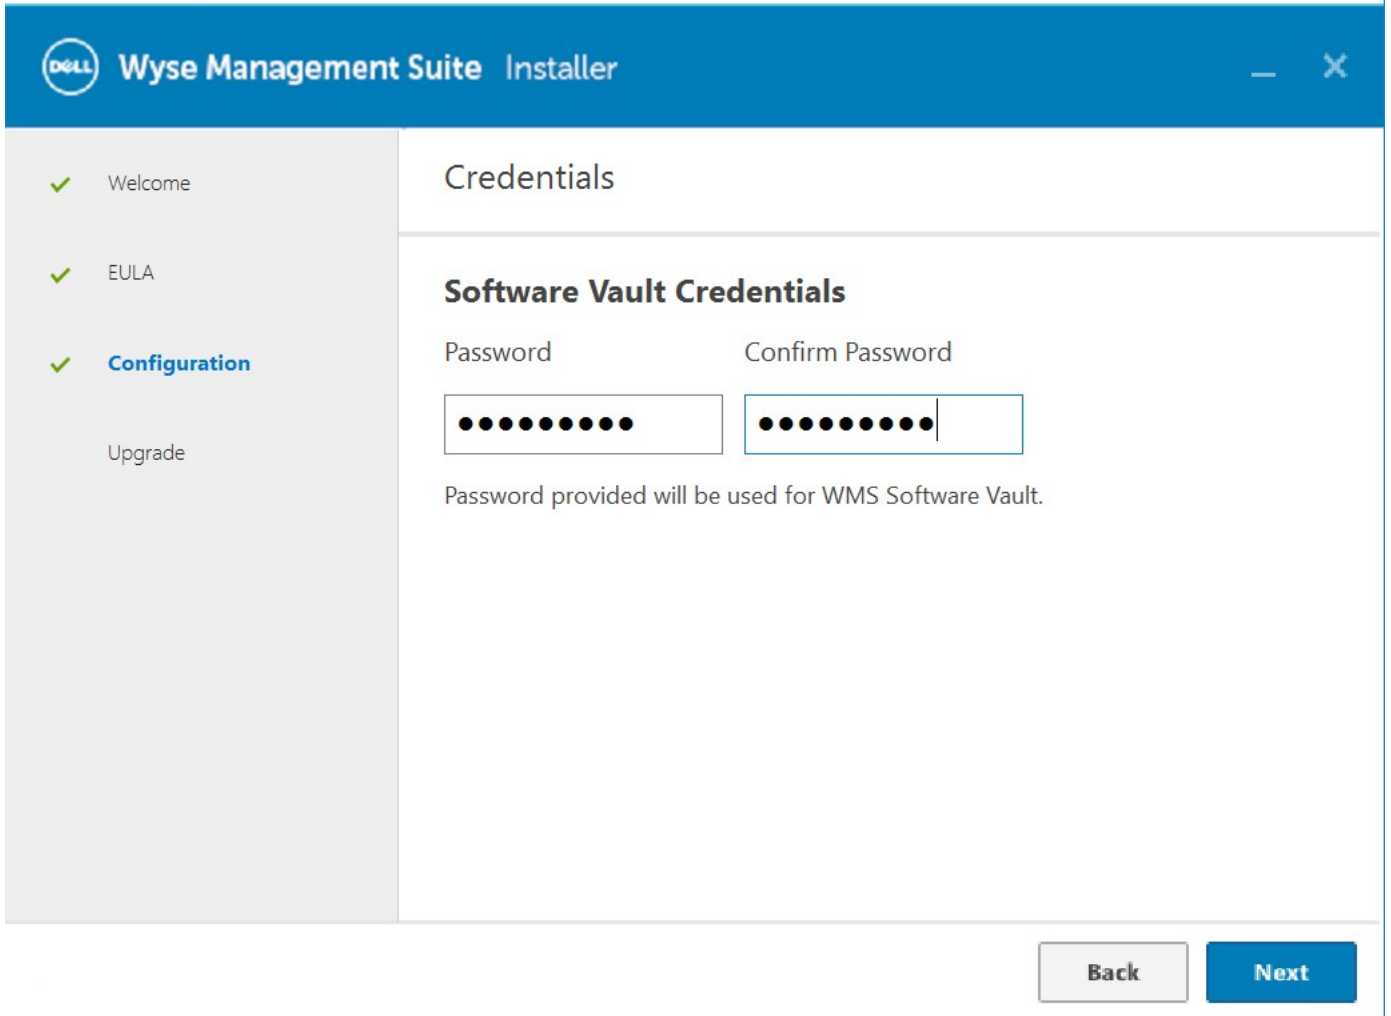 DELL Wyse Management Suite Installer
Welcome
EULA
Configuration
Upgrade
Credentials
Software Vault Credentials
Password Confirm Password
●●●●●●●●● ●●●●●●●●●
Password provided will be used for WMS Software Vault.
Back Next